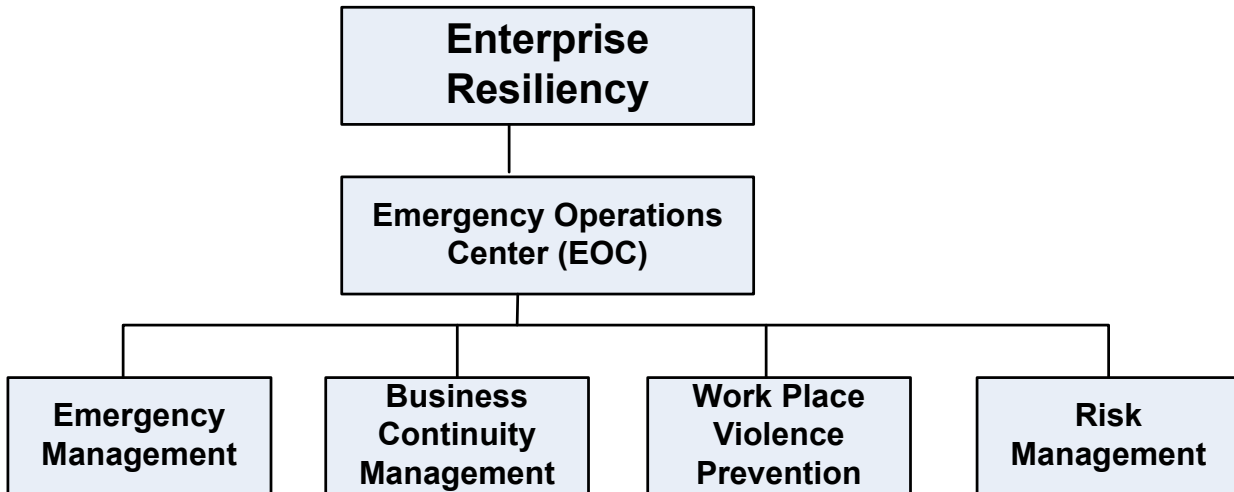 Enterprise
Resiliency
Emergency Operations
Center (EOC)
Emergency
Management
Business
Continuity
Management
Work Place
Violence
Prevention
Risk
Management